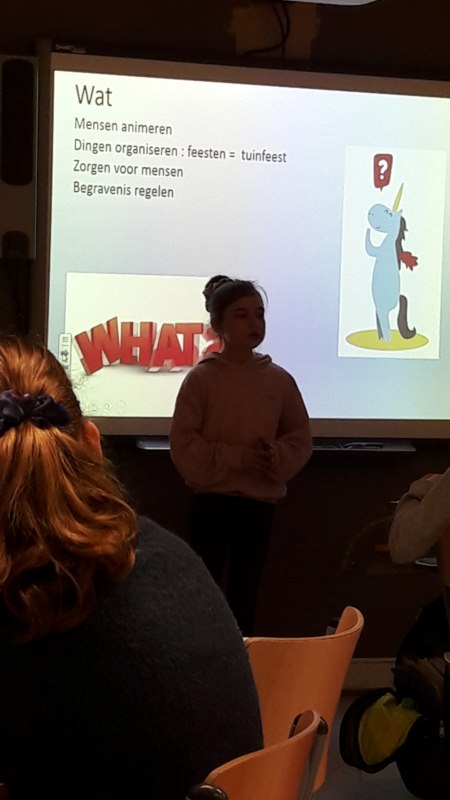 Wat
Mensen animeren
Dingen organiseren : feesten = tuinfeest
Zorgen voor mensen
Begravenis regelen
?
WHAT?